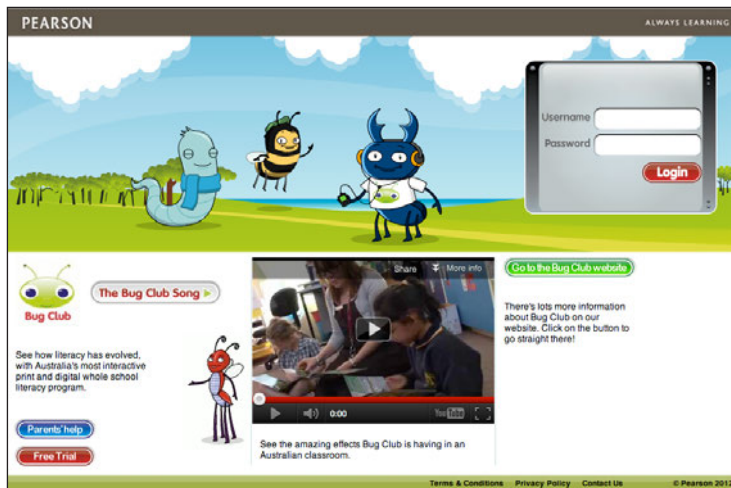 PEARSON
ALWAYS LEARNING
Username
Password
Login
Bug Club
The Bug Club Song
See how literacy has evolved,
with Australia's most interactive
print and digital whole school
literacy program.
Parents' help
Free Trial
Share
More info
0:00
YouTube
See the amazing effects Bug Club is having in an
Australian classroom.
Go to the Bug Club website
There's lots more information
about Bug Club on our
website. Click on the button to
go straight there!
Terms & Conditions Privacy Policy Contact Us © Pearson 2012